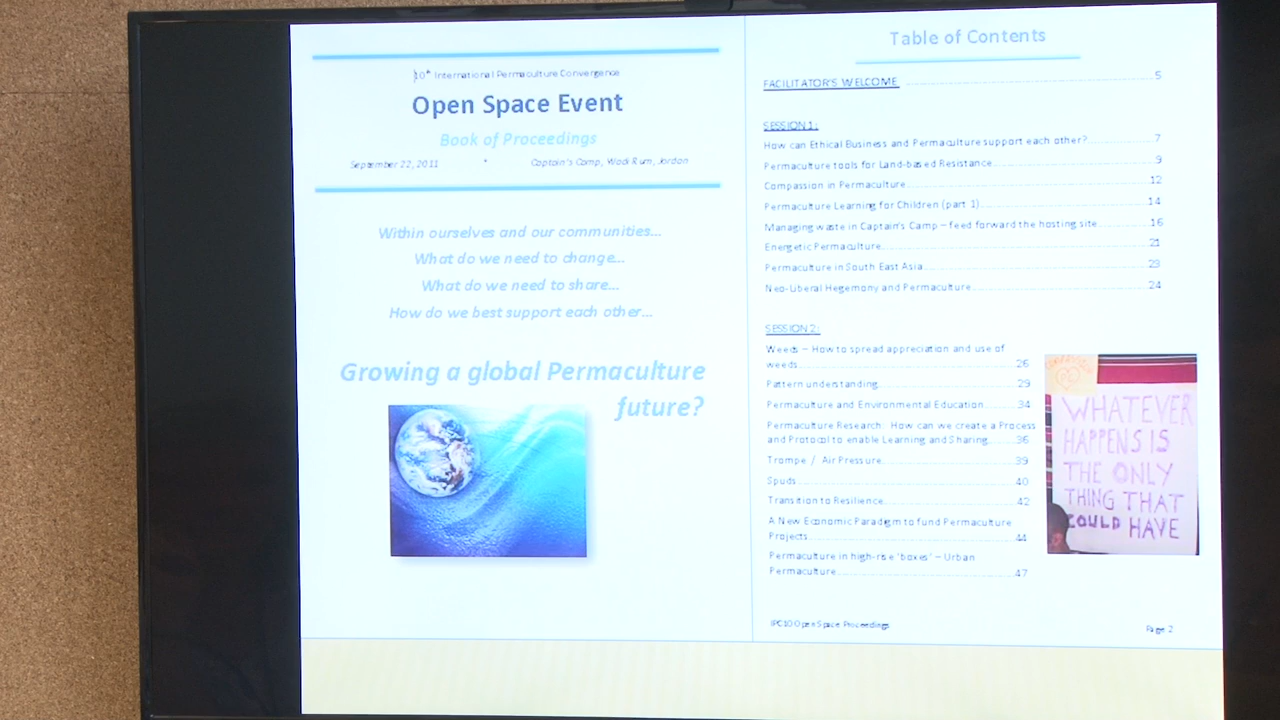 10th International Permaculture Convergence
Open Space Event
Book of Proceedings
September 22, 2011 * Captain's Camp, Wadi Rum, Jordan
Within ourselves and our communities...
What do we need to change...
What do we need to share...
How do we best support each other...
Growing a global Permaculture
future?
Table of Contents
FACILITATOR'S WELCOME 5
SESSION 1:
How can Ethical Business and Permaculture support each other? 7
Permaculture tools for Land-based Resistance 9
Compassion in Permaculture 12
Permaculture Learning for Children (part 1) 14
Managing waste in Captain's Camp – feed forward the hosting site 16
Energetic Permaculture 21
Permaculture in South East Asia 23
Neo-Liberal Hegemony and Permaculture 24
SESSION 2:
Weeds – How to spread appreciation and use of
weeds 26
Pattern understanding 29
Permaculture and Environmental Education 34
Permaculture Research: How can we create a Process
and Protocol to enable Learning and Sharing 36
Trompe / Air Pressure 39
Spuds 40
Transition to Resilience 42
A New Economic Paradigm to fund Permaculture
Projects 44
Permaculture in high-rise 'boxes' – Urban
Permaculture 47
WHATEVER
HAPPENS IS
THE ONLY
THING THAT
COULD HAVE
IPC10 Open Space Proceedings
Page 2